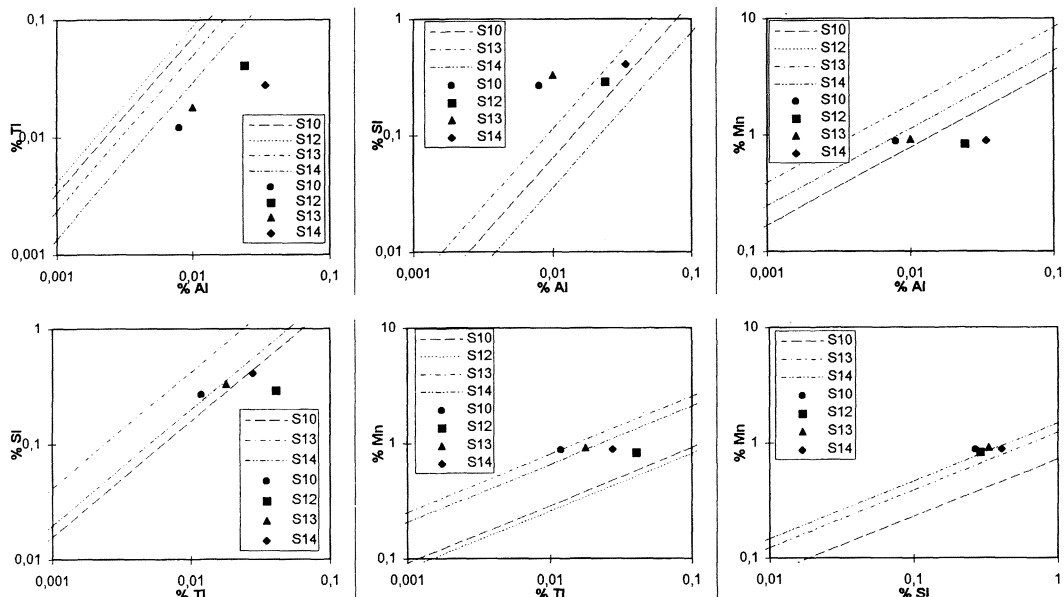 0,1
% TI
0,01
0,001
0,001
0,01
0,1
% Al
S10
S12
S13
S14
S10
S12
S13
S14
1
% SI
0,1
0,01
0,001
0,01
0,1
% Al
S10
S13
S14
S10
S12
S13
S14
10
% Mn
1
0,1
0,001
0,01
0,1
% Al
S10
S12
S13
S14
S10
S12
S13
S14
1
% SI
0,1
0,01
0,001
0,01
0,1
% TI
S10
S13
S14
S10
S12
S13
S14
10
% Mn
1
0,1
0,001
0,01
0,1
% TI
S10
S12
S13
S14
S10
S12
S13
S14
10
% Mn
1
0,1
0,01
0,1
1
% SI
S10
S13
S14
S10
S12
S13
S14